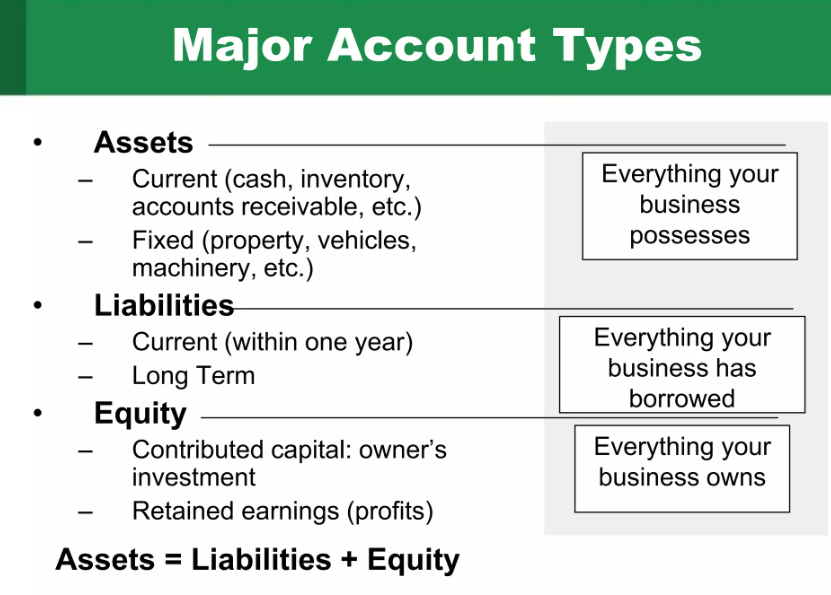 Major Account Types
• Assets
– Current (cash, inventory,
accounts receivable, etc.)
– Fixed (property, vehicles,
machinery, etc.)
Everything your
business
possesses
• Liabilities
– Current (within one year)
– Long Term
Everything your
business has
borrowed
• Equity
– Contributed capital: owner’s
investment
– Retained earnings (profits)
Everything your
business owns
Assets = Liabilities + Equity